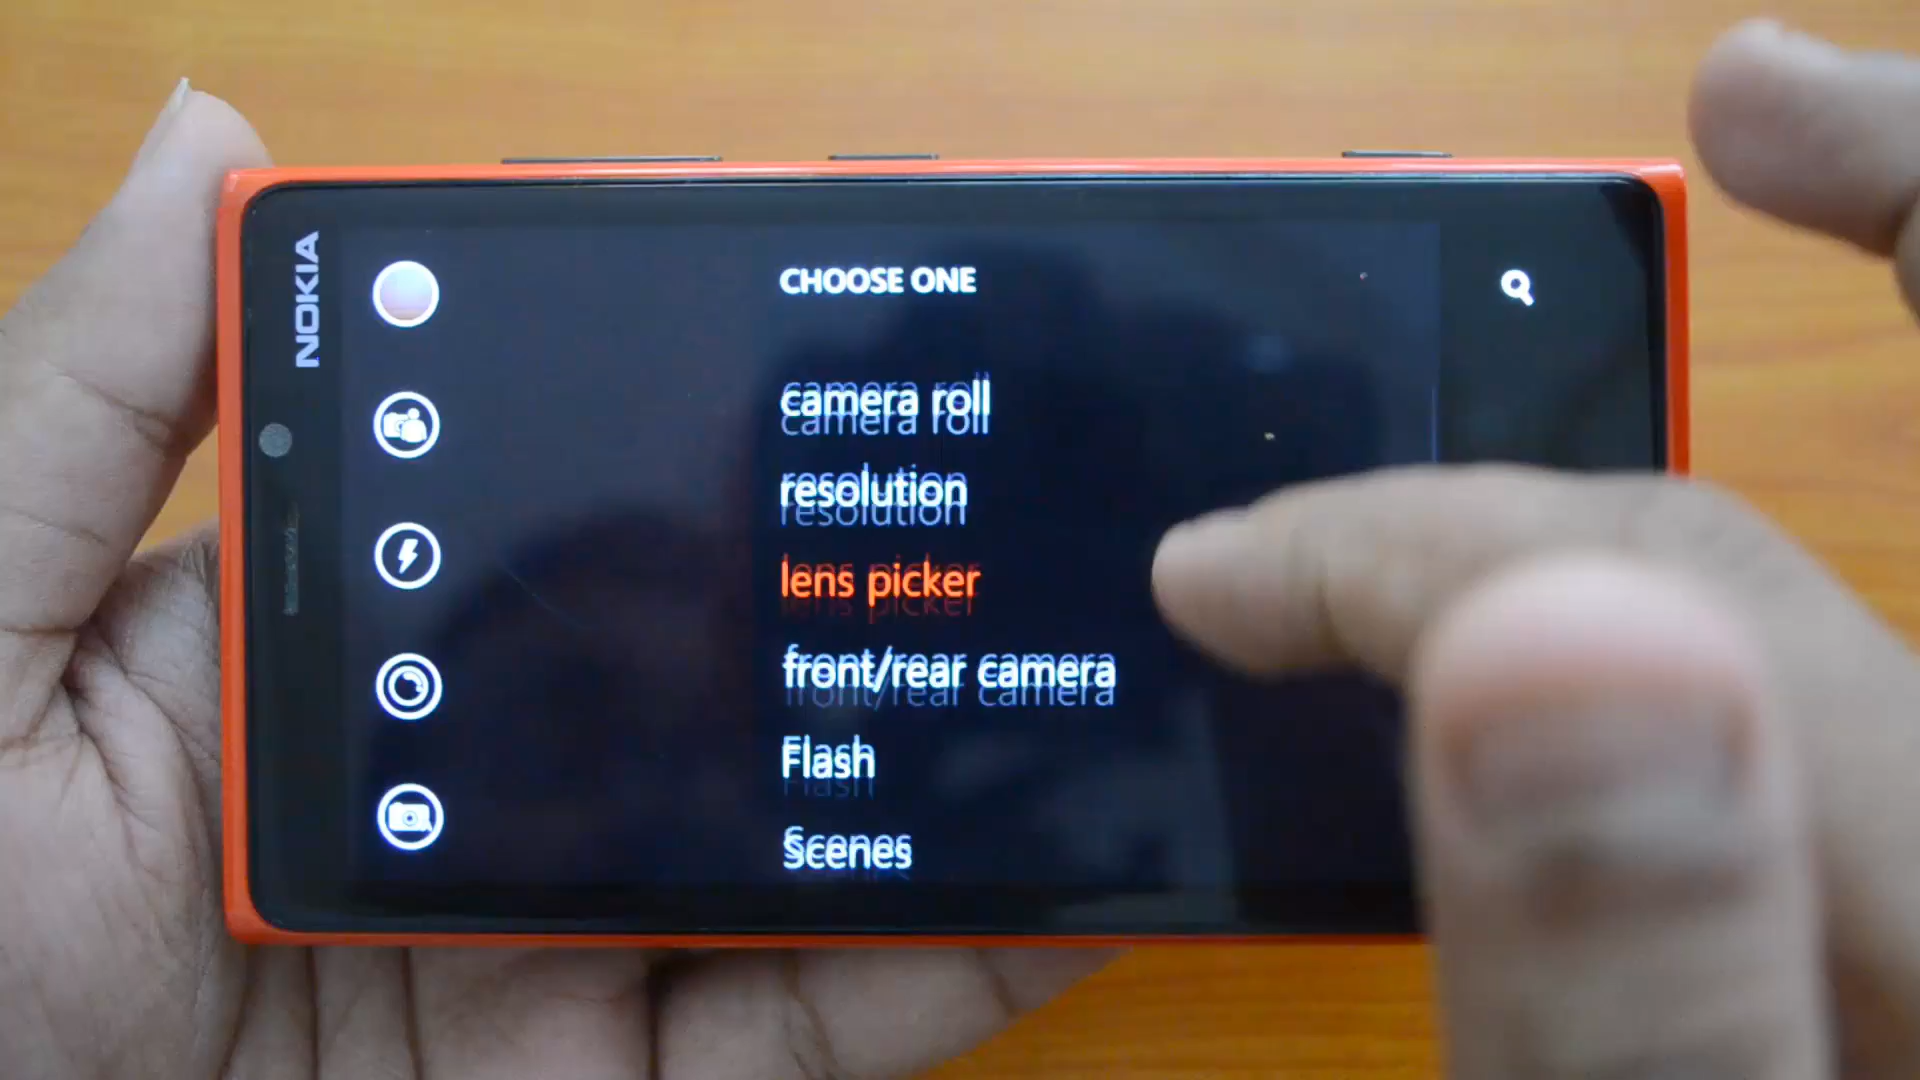 NOKIA
CHOOSE ONE
camera roll
resolution
lens picker
front/rear camera
Flash
Scenes